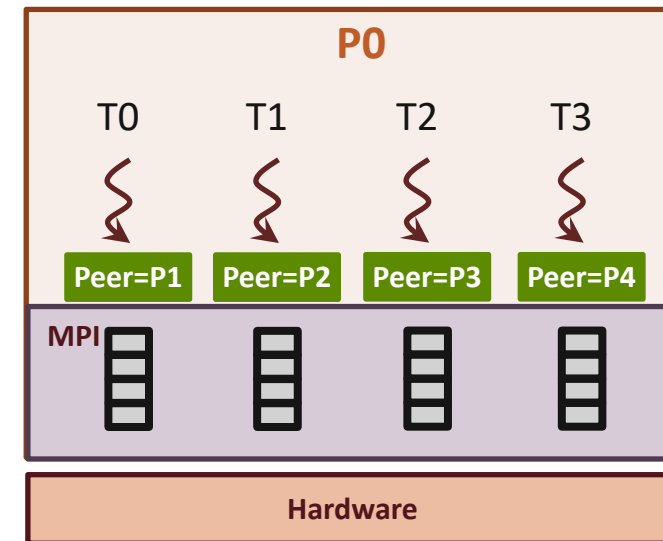 P0
T0 T1 T2 T3
Peer=P1 Peer=P2 Peer=P3 Peer=P4
MPI
Hardware